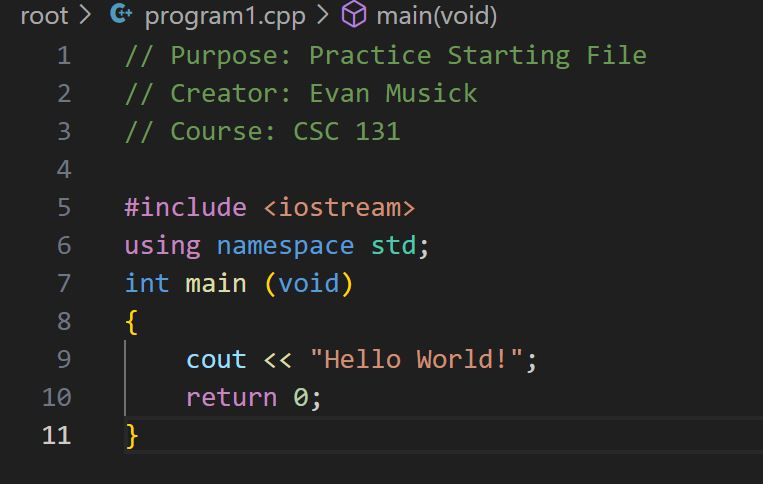 root > program1.cpp > main(void)
1 // Purpose: Practice Starting File
2 // Creator: Evan Musick
3 // Course: CSC 131
4
5 #include <iostream>
6 using namespace std;
7 int main (void)
8 {
9     cout << "Hello World!";
10     return 0;
11 }